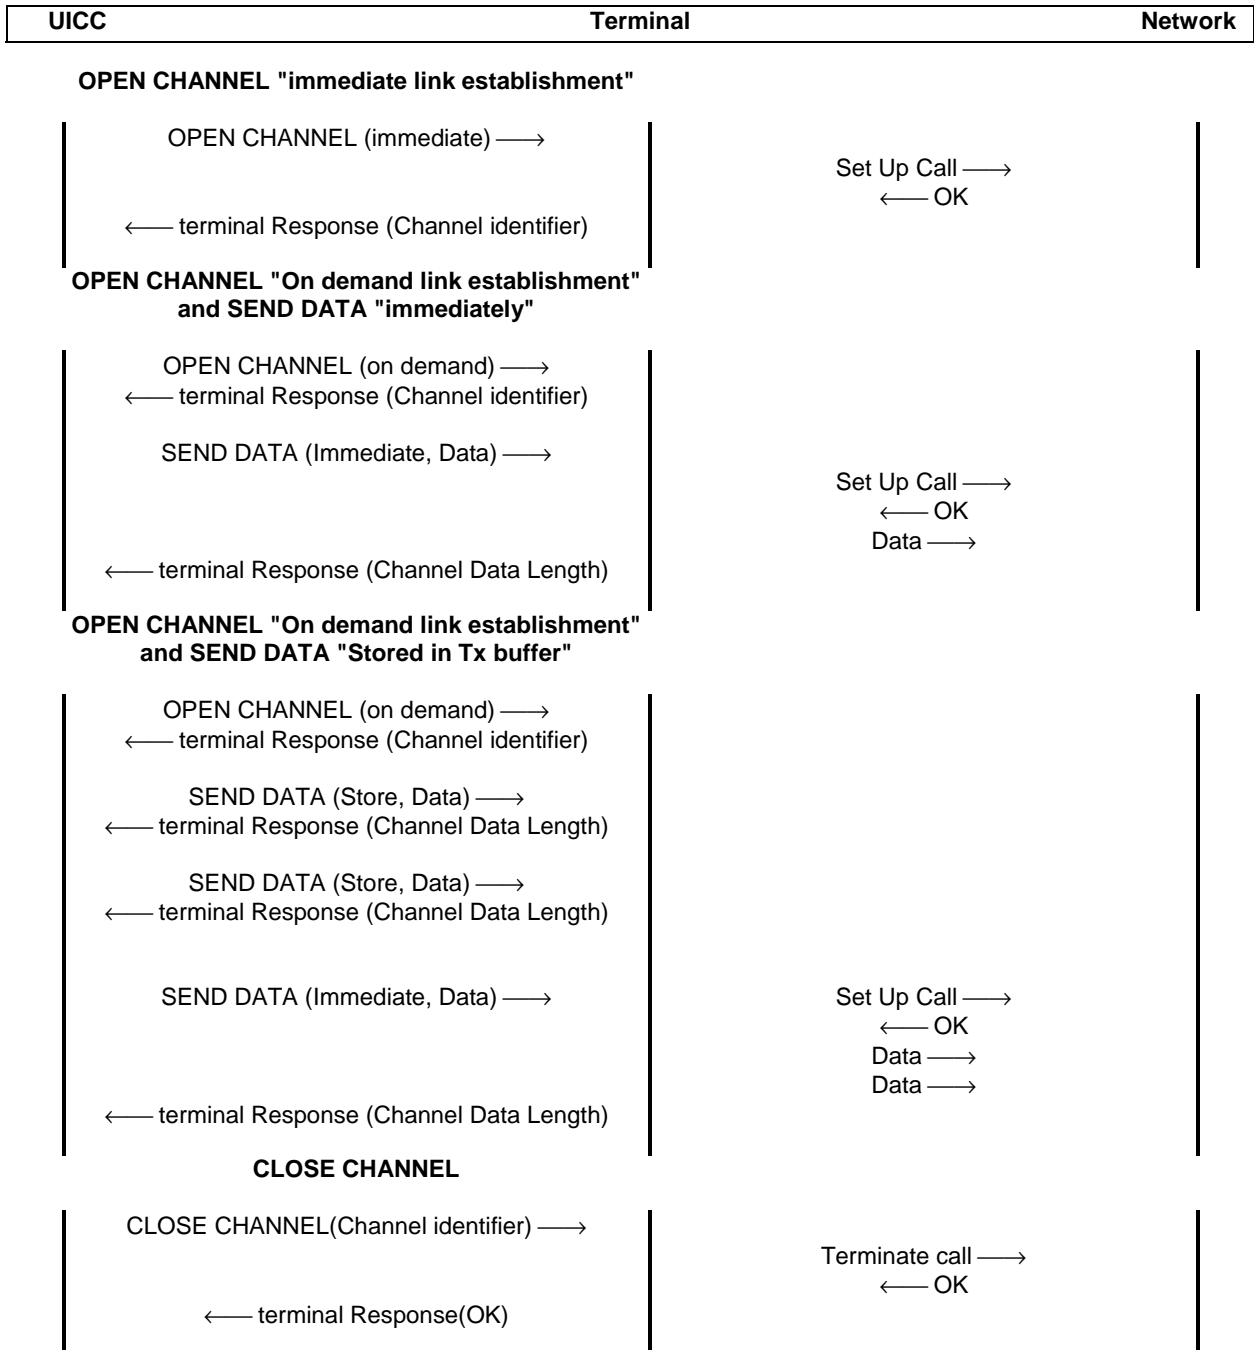 UICC Terminal Network
OPEN CHANNEL "immediate link establishment"
OPEN CHANNEL (immediate) ⟶
Set Up Call ⟶
⟵ OK
⟵ terminal Response (Channel identifier)
OPEN CHANNEL "On demand link establishment"
and SEND DATA "immediately"
OPEN CHANNEL (on demand) ⟶
⟵ terminal Response (Channel identifier)
SEND DATA (Immediate, Data) ⟶
Set Up Call ⟶
⟵ OK
Data ⟶
⟵ terminal Response (Channel Data Length)
OPEN CHANNEL "On demand link establishment"
and SEND DATA "Stored in Tx buffer"
OPEN CHANNEL (on demand) ⟶
⟵ terminal Response (Channel identifier)
SEND DATA (Store, Data) ⟶
⟵ terminal Response (Channel Data Length)
SEND DATA (Store, Data) ⟶
⟵ terminal Response (Channel Data Length)
SEND DATA (Immediate, Data) ⟶ Set Up Call ⟶
⟵ OK
Data ⟶
Data ⟶
⟵ terminal Response (Channel Data Length)
CLOSE CHANNEL
CLOSE CHANNEL(Channel identifier) ⟶
Terminate call ⟶
⟵ OK
⟵ terminal Response(OK)